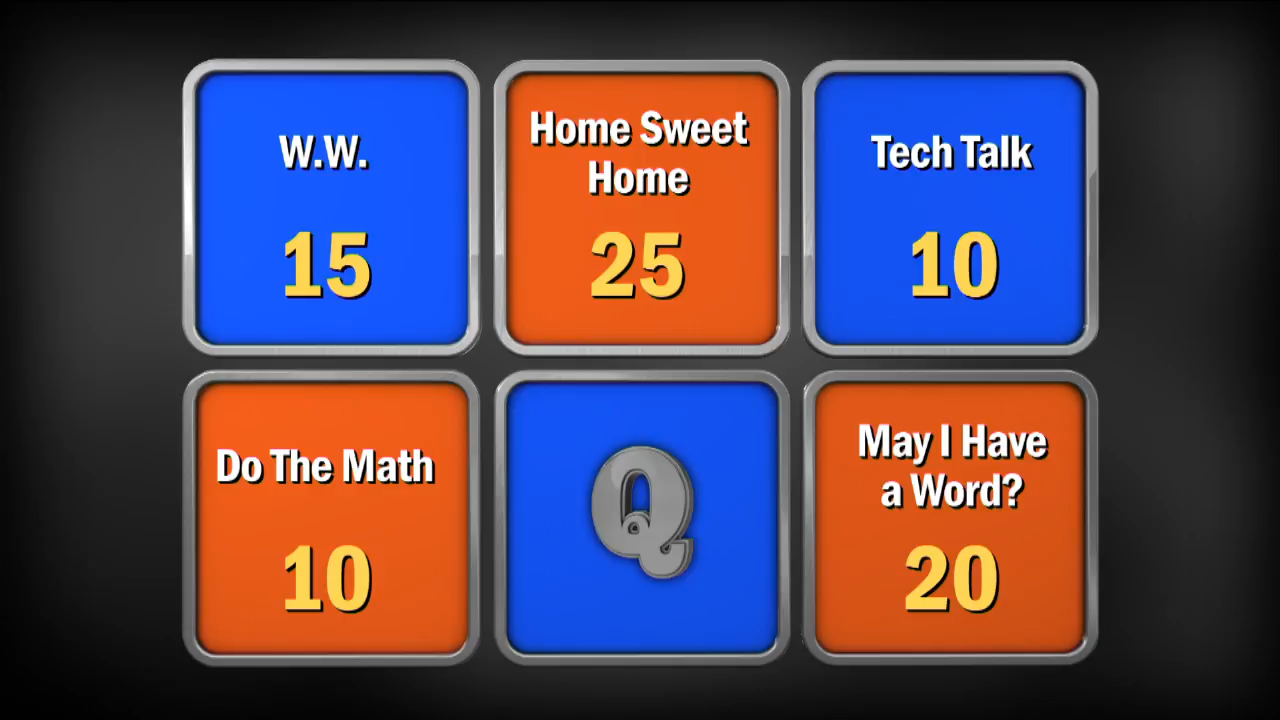 W.W.
15
Home Sweet
Home
25
Tech Talk
10
Do The Math
10
Q
May I Have
a Word?
20